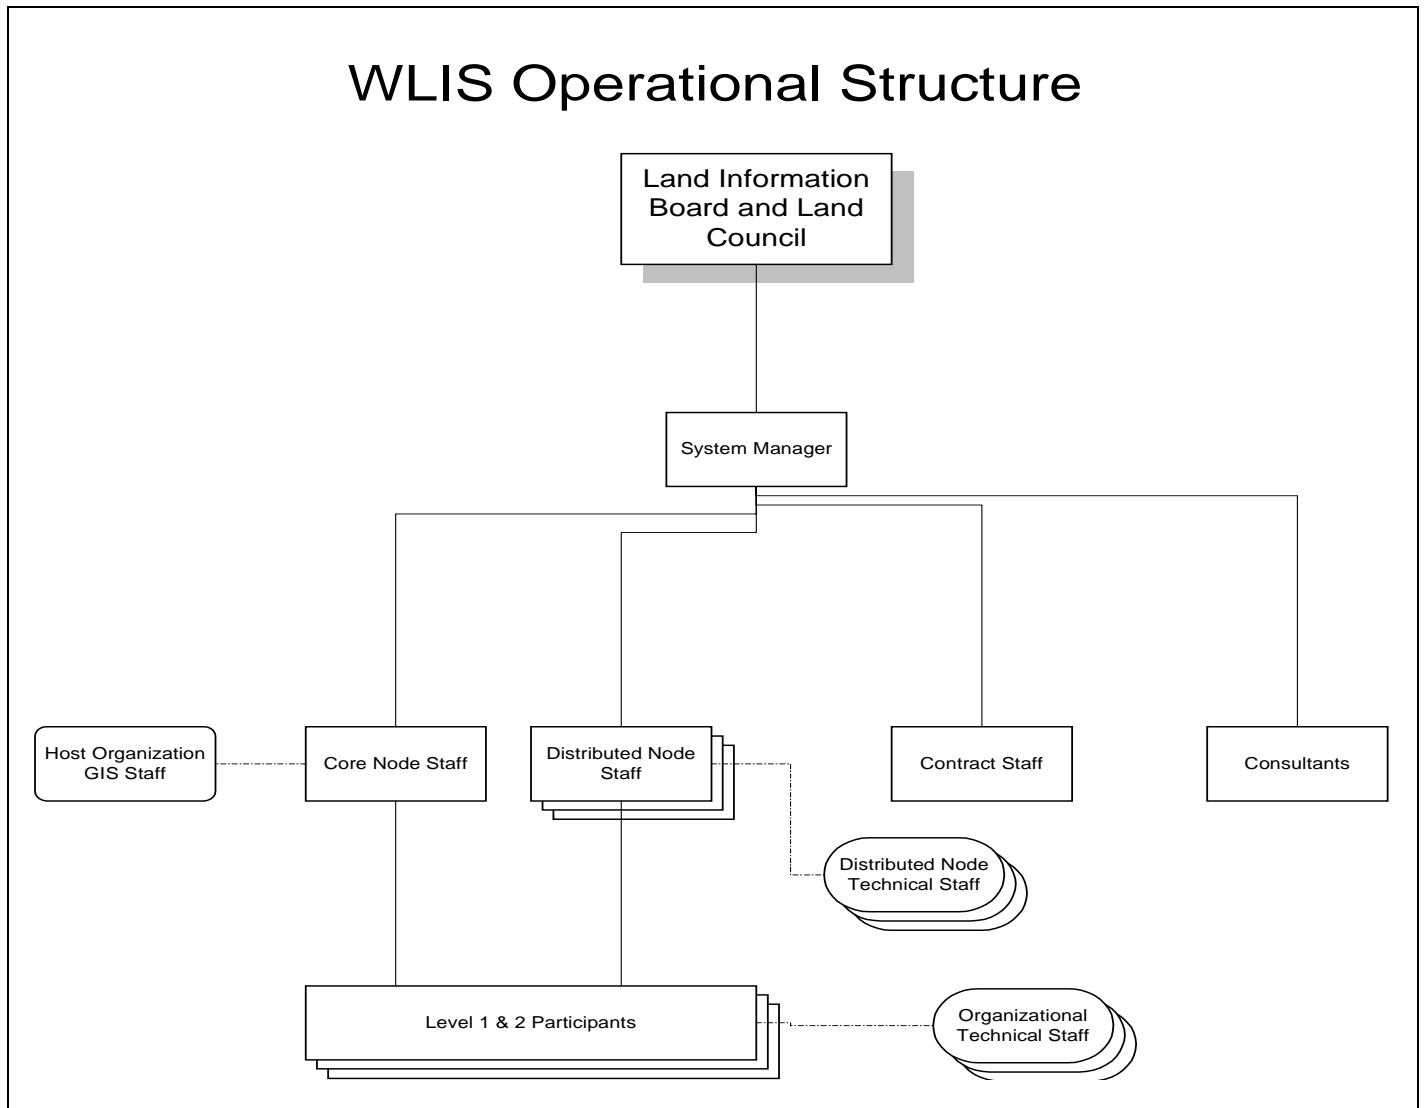 WLIS Operational Structure
Land Information
Board and Land
Council
System Manager
Host Organization
GIS Staff
Core Node Staff
Distributed Node
Staff
Contract Staff
Consultants
Distributed Node
Technical Staff
Level 1 & 2 Participants
Organizational
Technical Staff